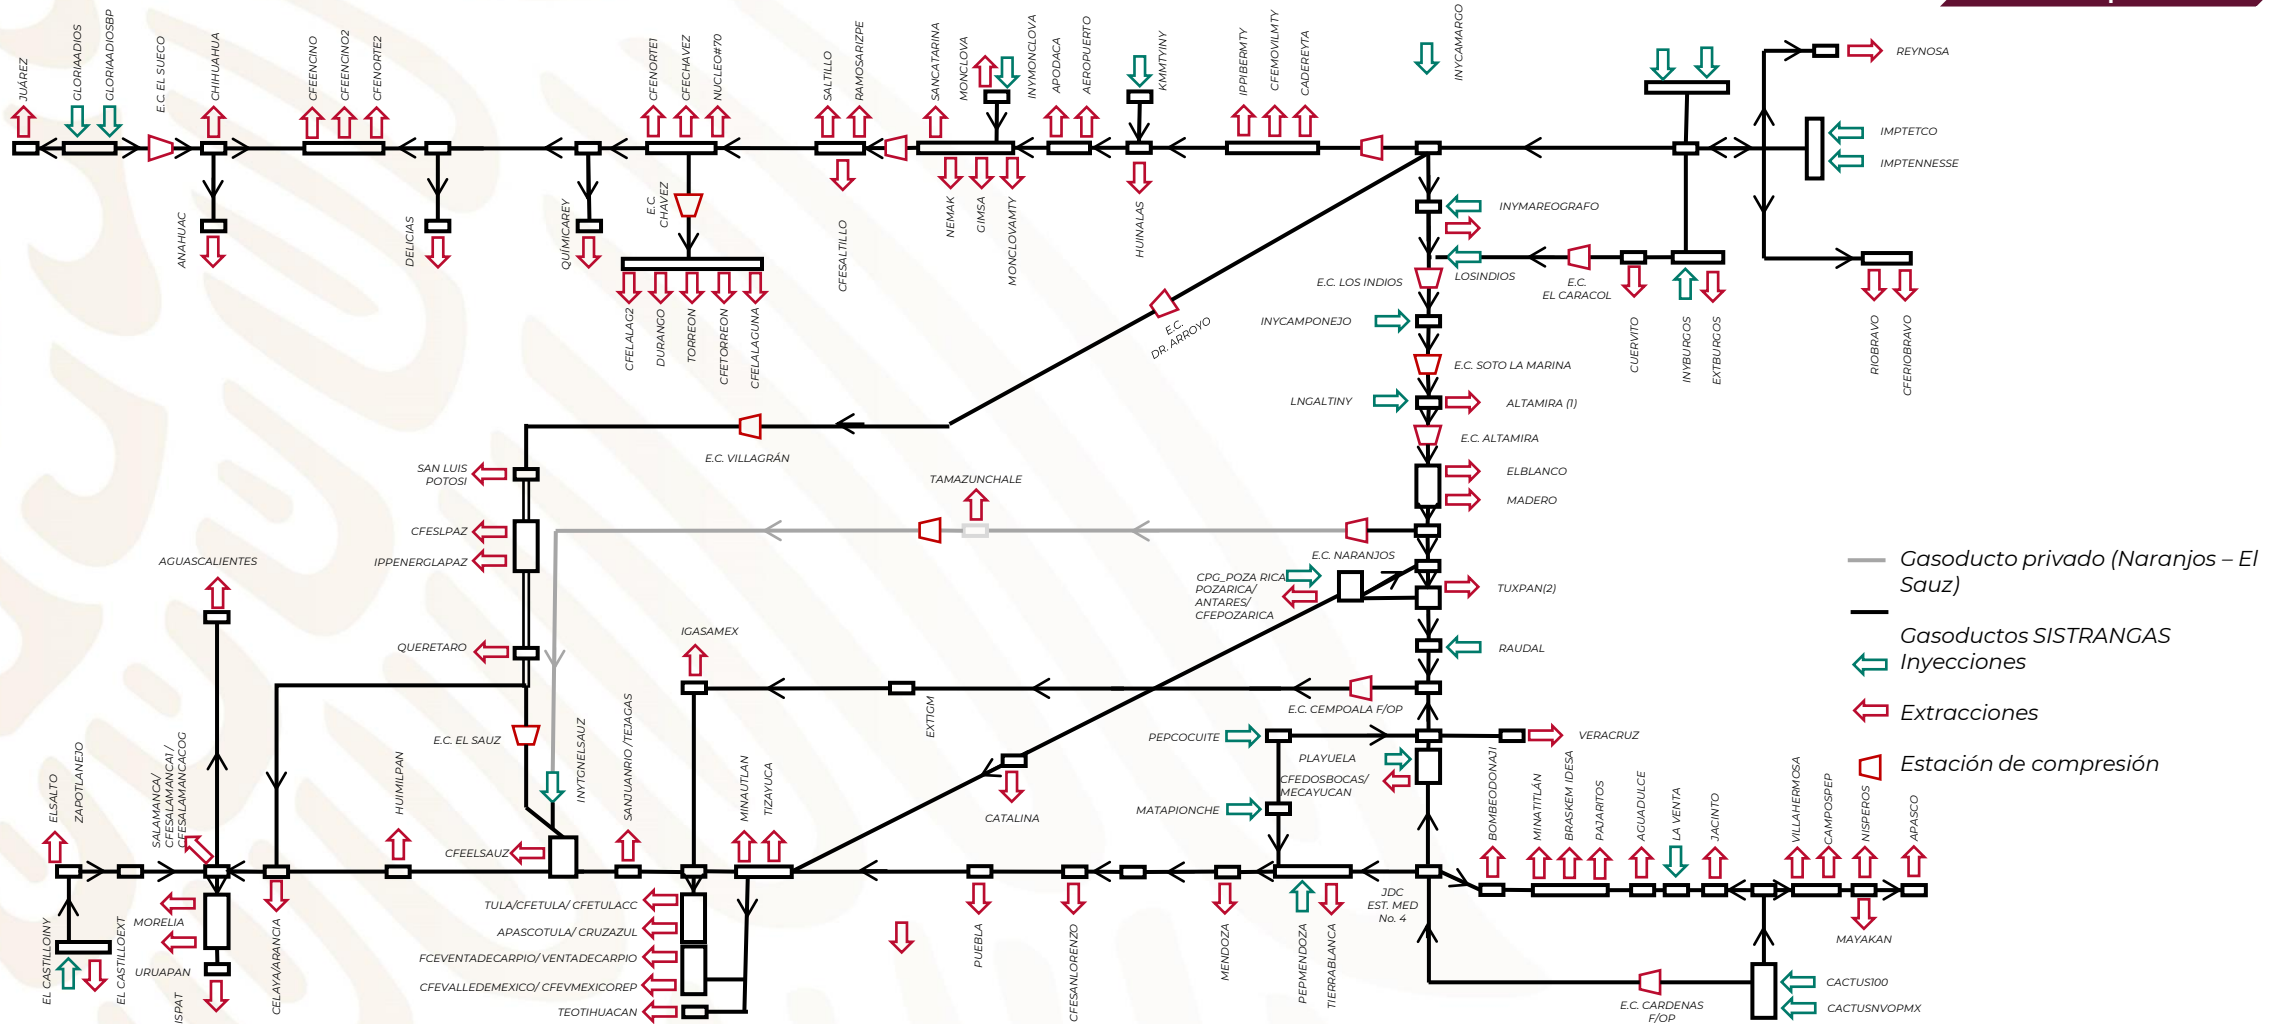 JUÁREZ
GLORIAADIOS
GLORIAADIOSBP
E.C. EL SUECO
CHIHUAHUA
CFEENCINO
CFEENCINO2
CFENORTE2
CFENORTE1
CFECHAVEZ
NUCLEO#70
SALTILLO
RAMOSARIZPE
SANCATARINA
MONCLOVA
INYMONCLOVA
APODACA
AEROPUERTO
KMMTYINY
IPPIBERMTY
CFEMOVILMTY
CADEREYTA
INYCAMARGO
REYNOSA
IMPTETCO
IMPTENNESSE
ANAHUAC
DELICIAS
QUÍMICAREY
E.C.
CHAVEZ
CFESALTILLO
NEMAK
GIMSA
MONCLOVAMTY
HUINALAS
INYMAREOGRAFO
LOSINDIOS
E.C. LOS INDIOS
E.C.
EL CARACOL
CUERVITO
INYBURGOS
EXTBURGOS
RIOBRAVO
CFERIOBRAVO
CFELALAG2
DURANGO
TORREON
CFETORREON
CFELALAGUNA
E.C.
DR. ARROYO
INYCAMPONEJO
E.C. SOTO LA MARINA
LNGALTINY
ALTAMIRA (1)
E.C. ALTAMIRA
E.C. VILLAGRÁN
SAN LUIS
POTOSI
TAMAZUNCHALE
ELBLANCO
MADERO
CFESLPAZ
IPPENERGLAPAZ
AGUASCALIENTES
E.C. NARANJOS
CPG_POZA RICA
POZARICA/
ANTARES/
CFEPOZARICA
TUXPAN(2)
Gasoducto privado (Naranjos – El
Sauz)
Gasoductos SISTRANGAS
Inyecciones
Extracciones
Estación de compresión
QUERETARO
IGASAMEX
RAUDAL
EXTIGM
E.C. CEMPOALA F/OP
E.C. EL SAUZ
INYTGNELSAUZ
PEPCOCUITE
VERACRUZ
PLAYUELA
CFEDOSBOCAS/
MECAYUCAN
MATAPIONCHE
CATALINA
ELSALTO
ZAPOTLANEJO
SALAMANCA/
CFESALAMANCA1/
CFESALAMANCACOG
HUIMILPAN
CFEELSAUZ
SANJUANRIO /TEJAGAS
MINAUTLAN
TIZAYUCA
BOMBEODONAJI
MINATITLÁN
BRASKEM IDESA
PAJARITOS
AGUADULCE
LA VENTA
JACINTO
VILLAHERMOSA
CAMPOSPEP
NISPEROS
APASCO
EL CASTILLOINY
EL CASTILLOEXT
MORELIA
URUAPAN
ISPAT
CELAYA/ARANCIA
TULA/CFETULA/ CFETULACC
APASCOTULA/ CRUZAZUL
FCEVENTADECARPIO/ VENTADECARPIO
CFEVALLEDEMEXICO/ CFEVMEXICOREP
TEOTIHUACAN
PUEBLA
CFESANLORENZO
MENDOZA
PEPMENDOZA
TIERRABLANCA
JDC
EST. MED
No. 4
MAYAKAN
E.C. CARDENAS
F/OP
CACTUS100
CACTUSNVOPMX